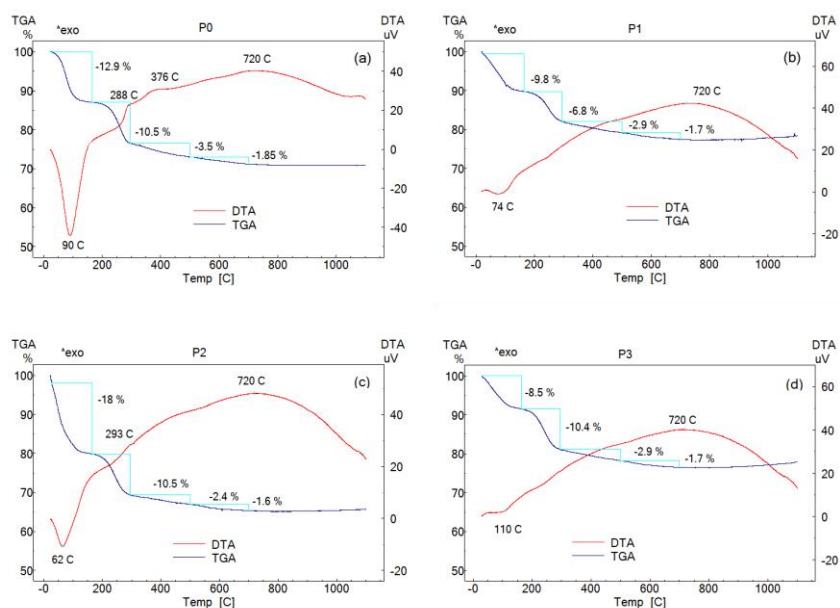 TGA
%
^exo
P0
DTA
uV
(a)
100
90
80
70
60
50
-12.9 %
288 C
376 C
720 C
-10.5 %
-3.5 %
-1.85 %
90 C
DTA
TGA
40
20
0
-20
-40
-0 200 400 600 800 1000
Temp [C]
TGA
%
^exo
P1
DTA
uV
(b)
100
90
80
70
60
50
-9.8 %
-6.8 %
-2.9 %
-1.7 %
720 C
74 C
DTA
TGA
60
40
20
0
-20
-0 200 400 600 800 1000
Temp [C]
TGA
%
^exo
P2
DTA
uV
(c)
100
90
80
70
60
50
-18 %
293 C
720 C
-10.5 %
-2.4 %
-1.6 %
62 C
DTA
TGA
40
20
0
-20
-0 200 400 600 800 1000
Temp [C]
TGA
%
^exo
P3
DTA
uV
(d)
100
90
80
70
60
50
-8.5 %
-10.4 %
-2.9 %
-1.7 %
720 C
110 C
DTA
TGA
60
40
20
0
-20
-0 200 400 600 800 1000
Temp [C]